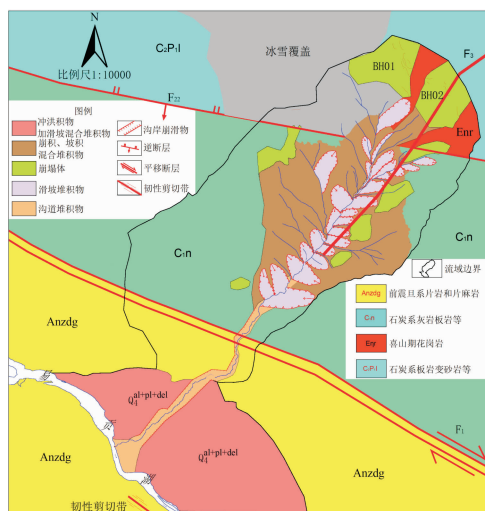 N
比例尺1:10000
C₂P₁l
冰雪覆盖
BH01
BH02
F₃
F₂₂
Enr
图例
冲洪积物
加滑坡混合堆积物
崩积、坡积
混合堆积物
崩塌体
滑坡堆积物
沟道堆积物
沟岸崩滑物
逆断层
平移断层
韧性剪切带
C₁n
C₁n
流域边界
Anzdg 前震旦系片岩和片麻岩
C₁n 石炭系灰岩板岩等
Enr 喜山期花岗岩
C₂P₁l 石炭系板岩变砂岩等
Anzdg
Q₄ᵃˡ⁺ᵖˡ⁺ᵈᵉˡ
Q₄ᵃˡ⁺ᵖˡ⁺ᵈᵉˡ
F₁
Anzdg
Anzdg
韧性剪切带